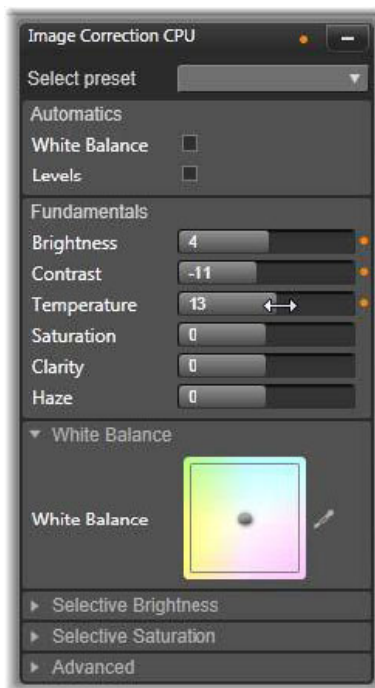 Image Correction CPU
Select preset
Automatics
White Balance
Levels
Fundamentals
Brightness 4
Contrast -11
Temperature 13
Saturation 0
Clarity 0
Haze 0
White Balance
White Balance
Selective Brightness
Selective Saturation
Advanced